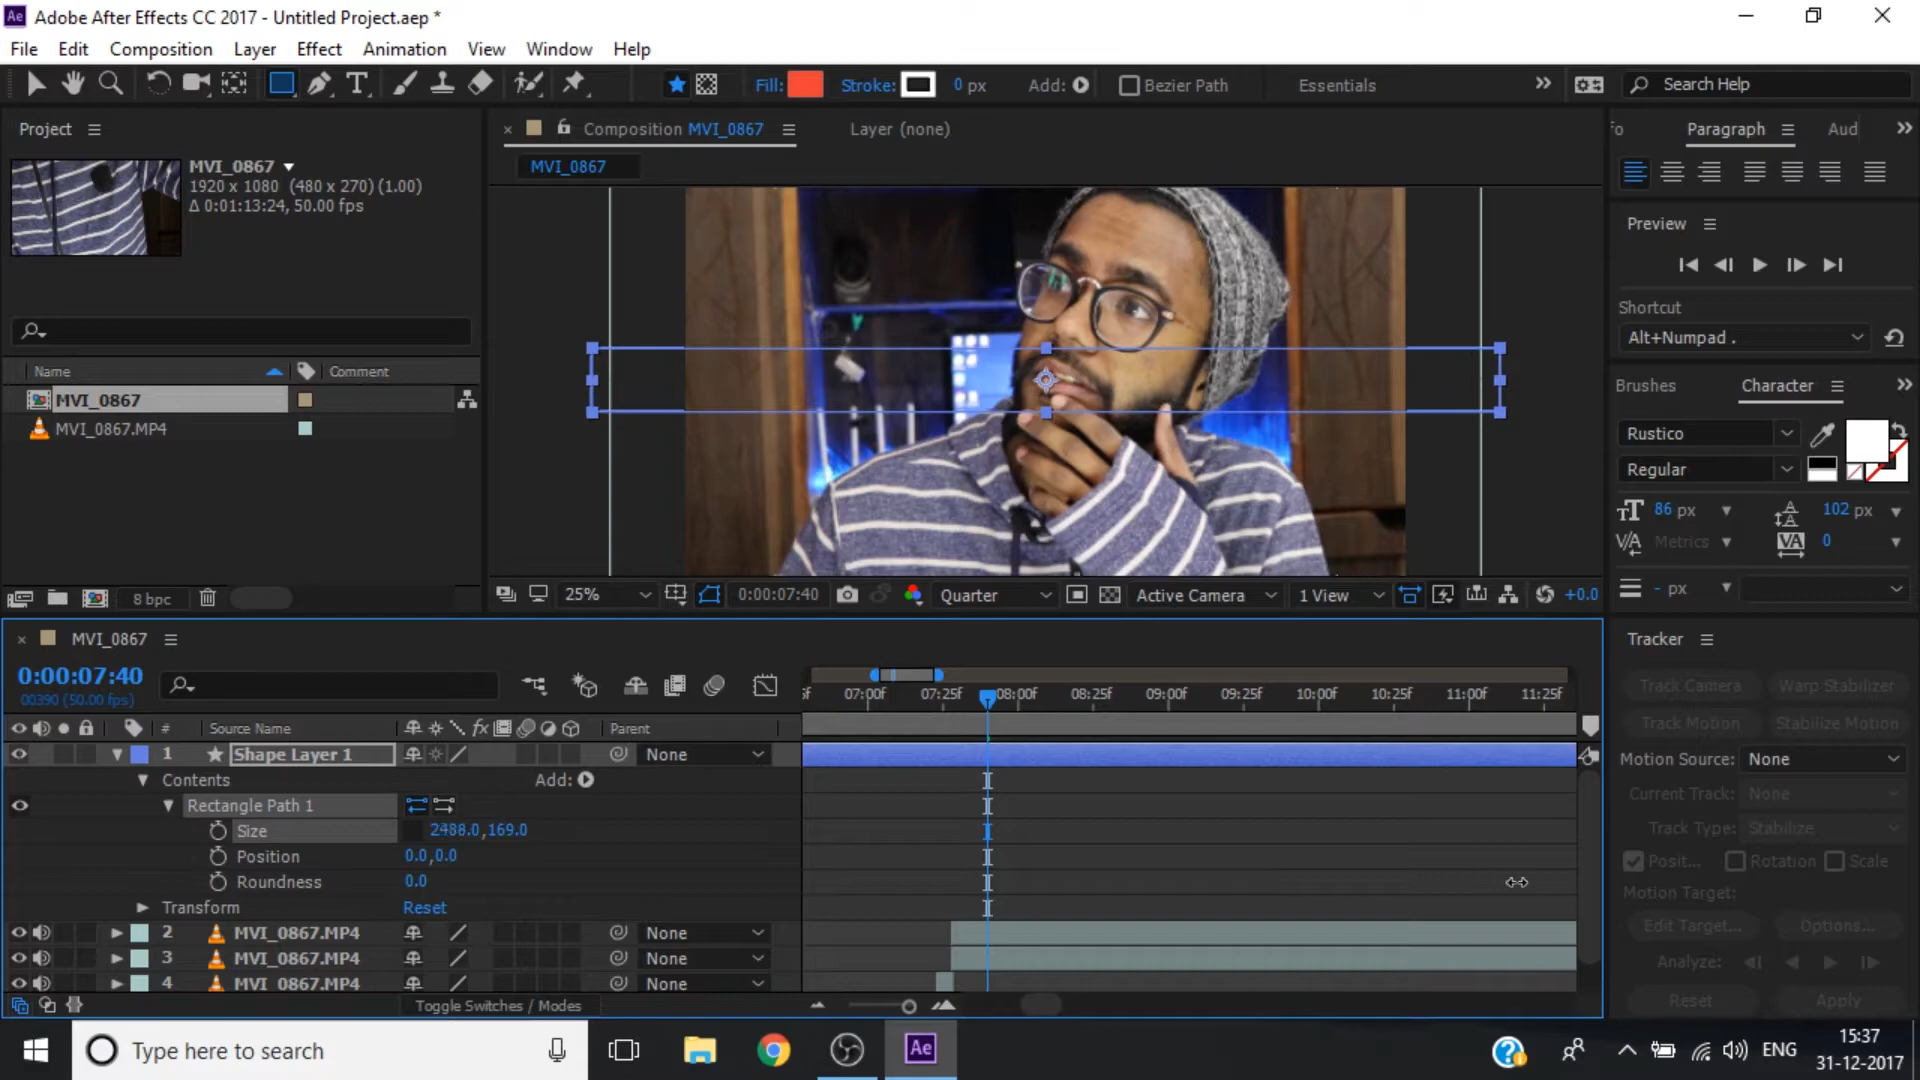 Ae Adobe After Effects CC 2017 - Untitled Project.aep *
File Edit Composition Layer Effect Animation View Window Help
Fill: Stroke: 0 px Add: Bezier Path Essentials Search Help
Project
MVI_0867
1920 x 1080 (480 x 270) (1.00)
Δ 0:01:13:24, 50.00 fps
Name Comment
MVI_0867
MVI_0867.MP4
8 bpc
Composition MVI_0867 Layer (none)
MVI_0867
25% 0:00:07:40 Quarter Active Camera 1 View +0.0
fo Paragraph Aud
Preview
Shortcut
Alt+Numpad .
Brushes Character
Rustico
Regular
86 px 102 px
Metrics 0
- px
MVI_0867
0:00:07:40
00390 (50.00 fps)
5f 07:00f 07:25f 08:00f 08:25f 09:00f 09:25f 10:00f 10:25f 11:00f 11:25f
# Source Name fx Parent
1 Shape Layer 1 None
Contents Add:
Rectangle Path 1
Size 2488.0,169.0
Position 0.0,0.0
Roundness 0.0
Transform Reset
2 MVI_0867.MP4 None
3 MVI_0867.MP4 None
4 MVI_0867.MP4 None
Toggle Switches / Modes
Tracker
Track Camera Warp Stabilizer
Track Motion Stabilize Motion
Motion Source: None
Current Track: None
Track Type: Stabilize
Posit... Rotation Scale
Motion Target:
Edit Target... Options...
Analyze:
Reset Apply
Type here to search
Ae
ENG
15:37
31-12-2017